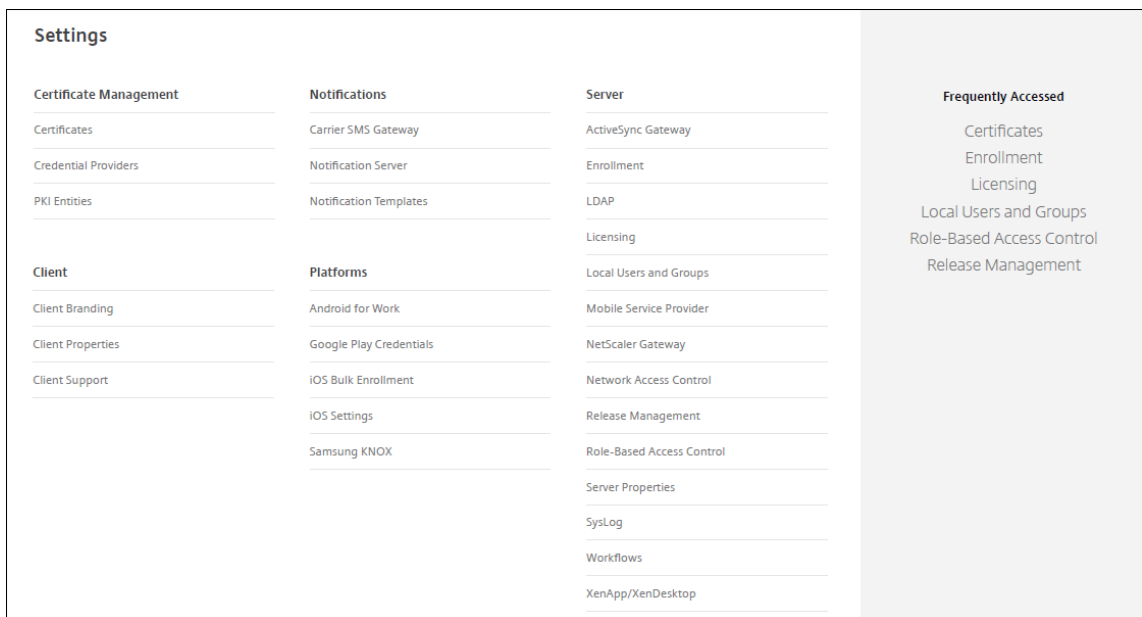 Settings
Certificate Management
Certificates
Credential Providers
PKI Entities
Client
Client Branding
Client Properties
Client Support
Notifications
Carrier SMS Gateway
Notification Server
Notification Templates
Platforms
Android for Work
Google Play Credentials
iOS Bulk Enrollment
iOS Settings
Samsung KNOX
Server
ActiveSync Gateway
Enrollment
LDAP
Licensing
Local Users and Groups
Mobile Service Provider
NetScaler Gateway
Network Access Control
Release Management
Role-Based Access Control
Server Properties
SysLog
Workflows
XenApp/XenDesktop
Frequently Accessed
Certificates
Enrollment
Licensing
Local Users and Groups
Role-Based Access Control
Release Management